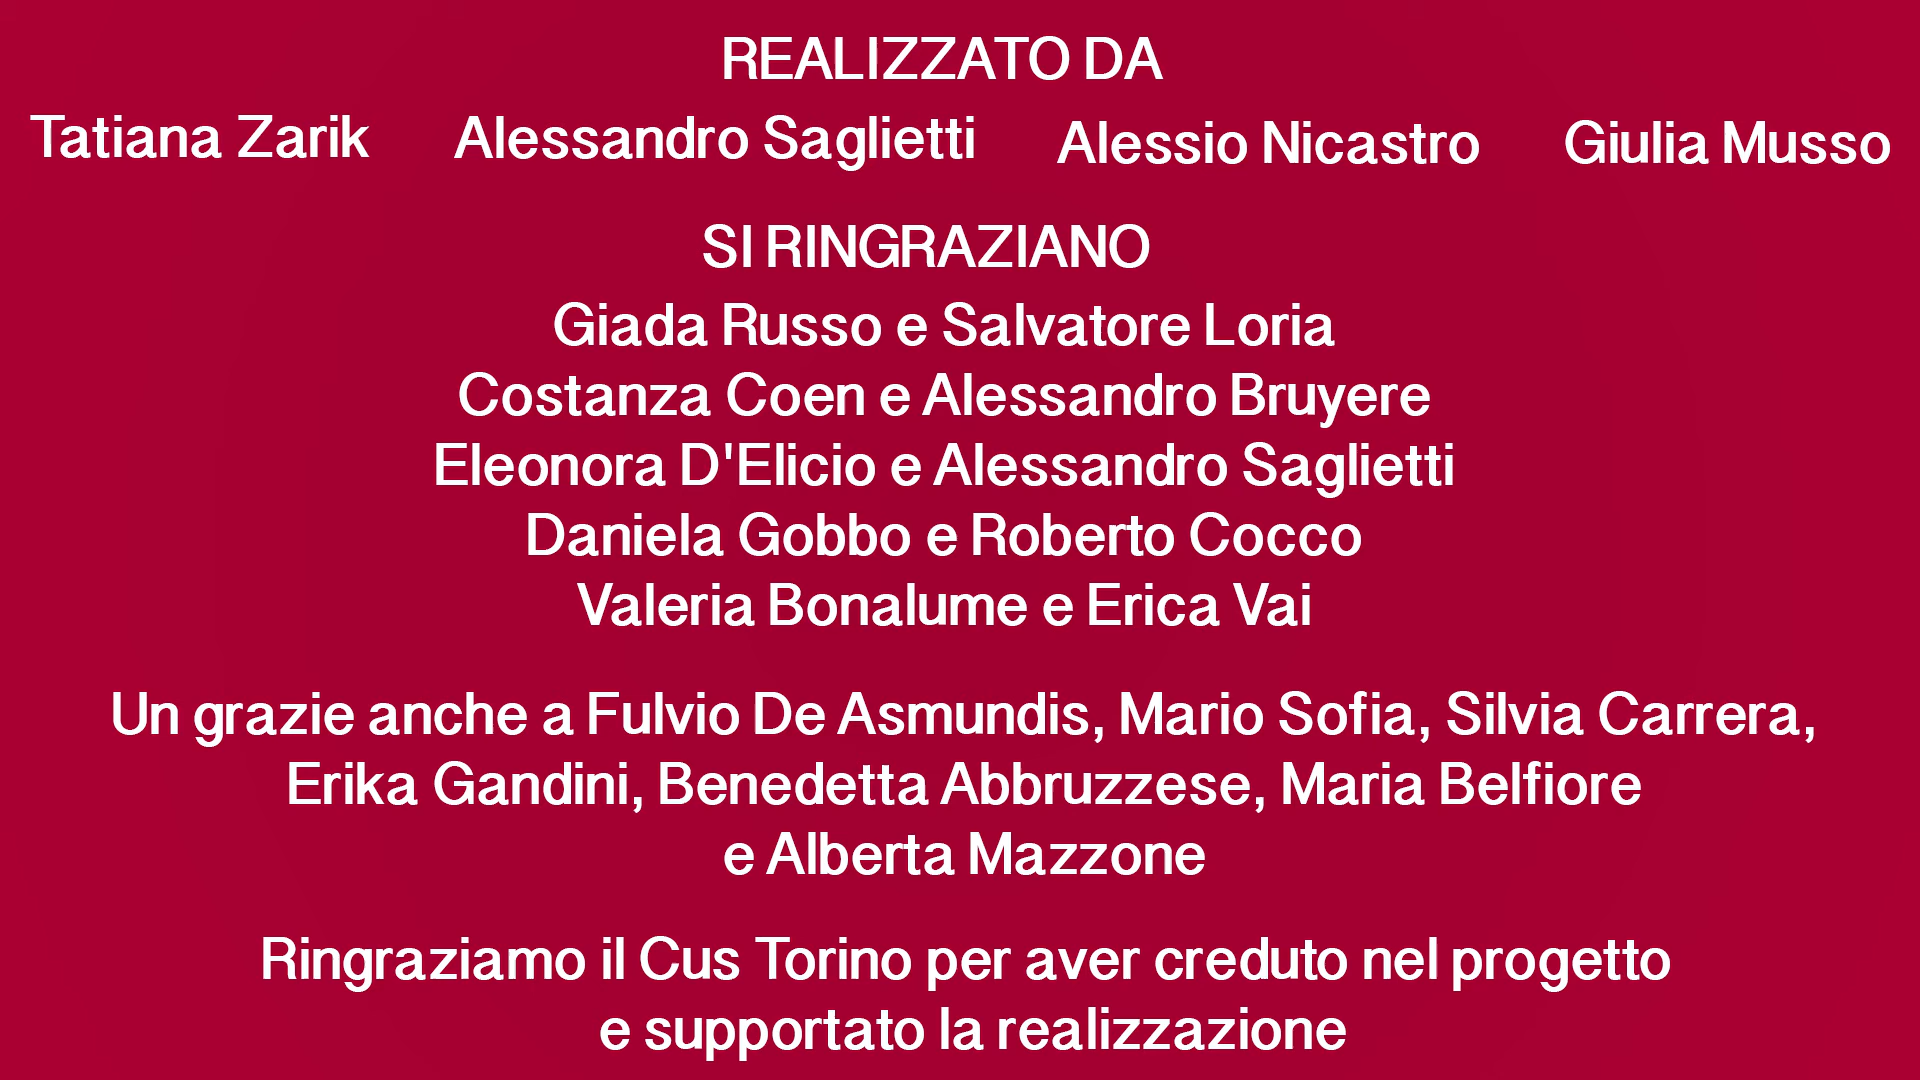 REALIZZATO DA
Tatiana Zarik Alessandro Saglietti Alessio Nicastro Giulia Musso
SI RINGRAZIANO
Giada Russo e Salvatore Loria
Costanza Coen e Alessandro Bruyere
Eleonora D'Elicio e Alessandro Saglietti
Daniela Gobbo e Roberto Cocco
Valeria Bonalume e Erica Vai
Un grazie anche a Fulvio De Asmundis, Mario Sofia, Silvia Carrera,
Erika Gandini, Benedetta Abbruzzese, Maria Belfiore
e Alberta Mazzone
Ringraziamo il Cus Torino per aver creduto nel progetto
e supportato la realizzazione